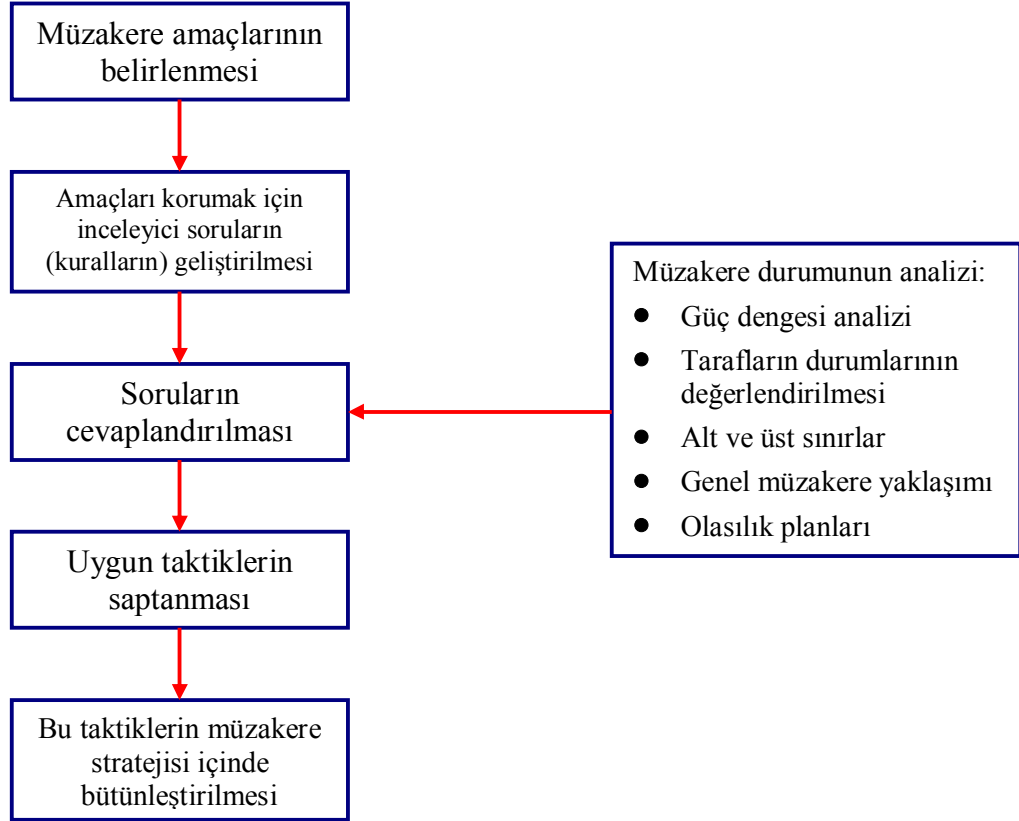 Müzakere amaçlarının
belirlenmesi
Amaçları korumak için
inceleyici soruların
(kuralların) geliştirilmesi
Soruların
cevaplandırılması
Uygun taktiklerin
saptanması
Bu taktiklerin müzakere
stratejisi içinde
bütünleştirilmesi
Müzakere durumunun analizi:
● Güç dengesi analizi
● Tarafların durumlarının
değerlendirilmesi
● Alt ve üst sınırlar
● Genel müzakere yaklaşımı
● Olasılık planları